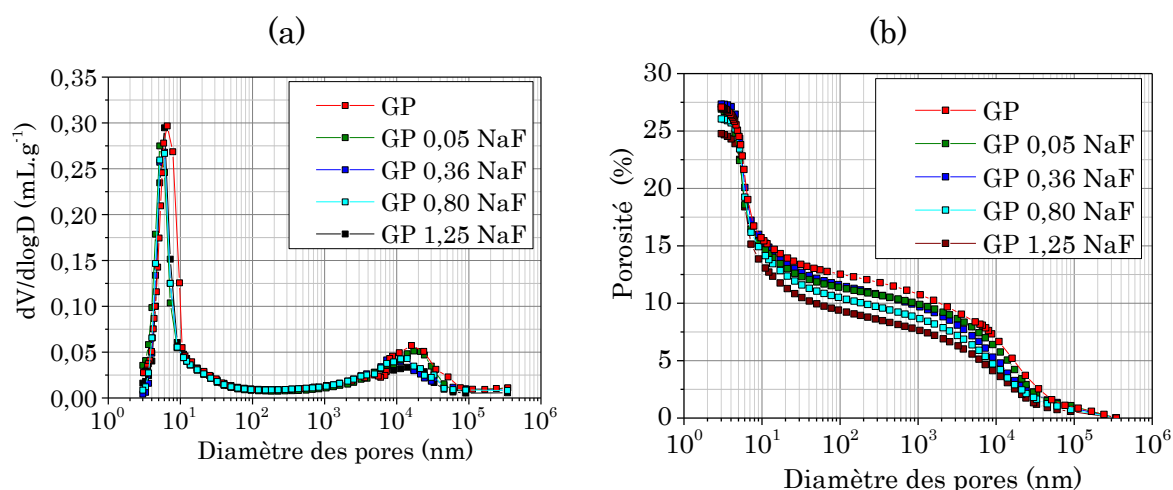 (a)
0,35
0,30
0,25
0,20
0,15
0,10
0,05
0,00
dV/dlogD (mL.g⁻¹)
GP
GP 0,05 NaF
GP 0,36 NaF
GP 0,80 NaF
GP 1,25 NaF
10⁰ 10¹ 10² 10³ 10⁴ 10⁵ 10⁶
Diamètre des pores (nm)
(b)
30
25
20
15
10
5
0
Porosité (%)
GP
GP 0,05 NaF
GP 0,36 NaF
GP 0,80 NaF
GP 1,25 NaF
10⁰ 10¹ 10² 10³ 10⁴ 10⁵ 10⁶
Diamètre des pores (nm)